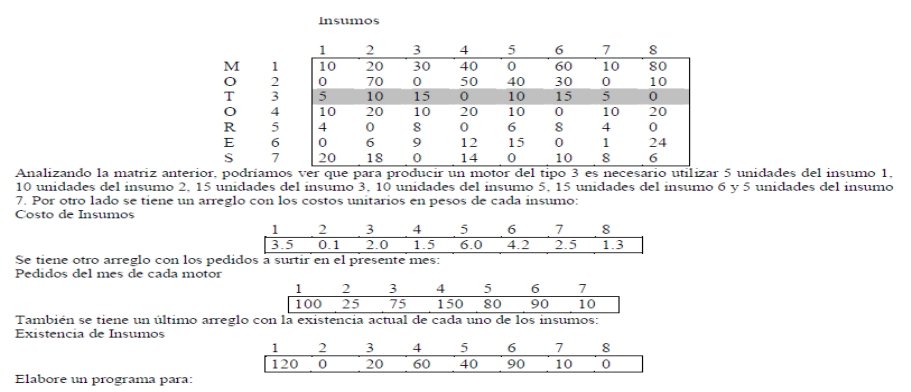 Insumos
1 2 3 4 5 6 7 8
M 1 10 20 30 40 0 60 10 80
O 2 0 70 0 50 40 30 0 10
T 3 5 10 15 0 10 15 5 0
O 4 10 20 10 20 10 0 10 20
R 5 4 0 8 0 6 8 4 0
E 6 0 6 9 12 15 0 1 24
S 7 20 18 0 14 0 10 8 6
Analizando la matriz anterior, podríamos ver que para producir un motor del tipo 3 es necesario utilizar 5 unidades del insumo 1,
10 unidades del insumo 2, 15 unidades del insumo 3, 10 unidades del insumo 5, 15 unidades del insumo 6 y 5 unidades del insumo
7. Por otro lado se tiene un arreglo con los costos unitarios en pesos de cada insumo:
Costo de Insumos
1 2 3 4 5 6 7 8
3.5 0.1 2.0 1.5 6.0 4.2 2.5 1.3
Se tiene otro arreglo con los pedidos a surtir en el presente mes:
Pedidos del mes de cada motor
1 2 3 4 5 6 7
100 25 75 150 80 90 10
También se tiene un último arreglo con la existencia actual de cada uno de los insumos:
Existencia de Insumos
1 2 3 4 5 6 7 8
120 0 20 60 40 90 10 0
Elabore un programa para: